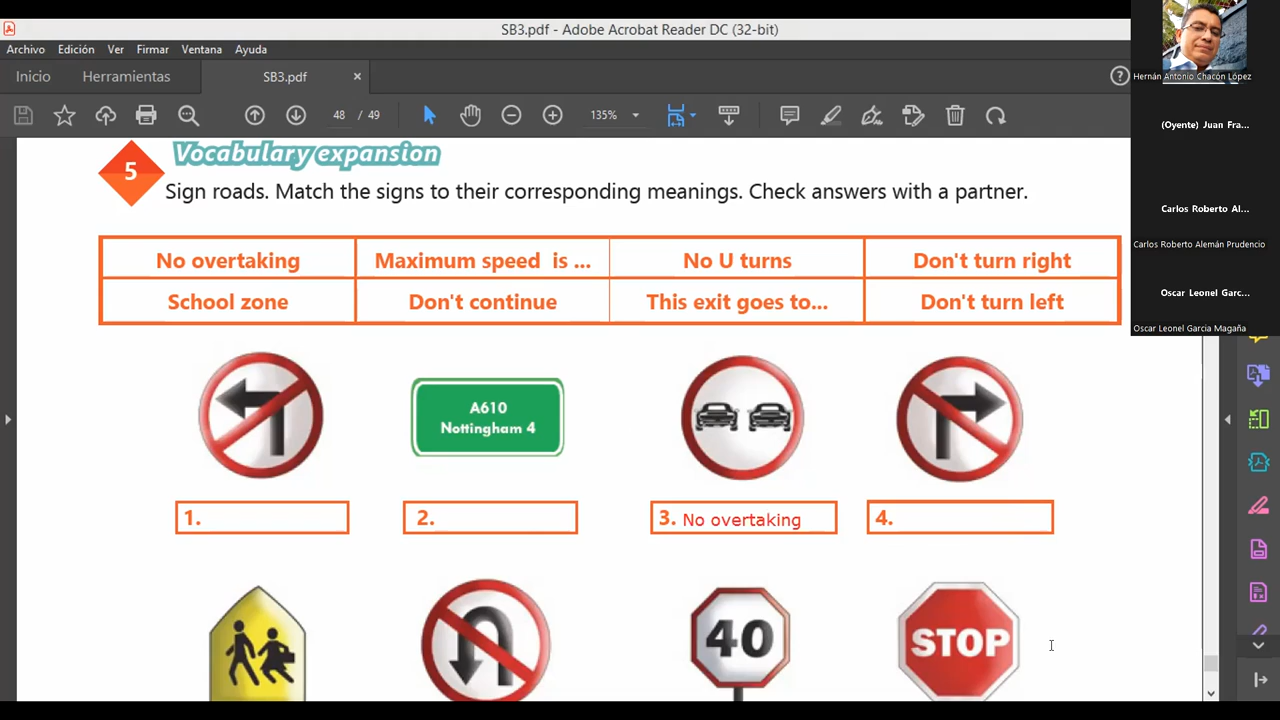 SB3.pdf - Adobe Acrobat Reader DC (32-bit)
Archivo Edición Ver Firmar Ventana Ayuda
Inicio Herramientas SB3.pdf
48 / 49 135%
5 Vocabulary expansion
Sign roads. Match the signs to their corresponding meanings. Check answers with a partner.
No overtaking Maximum speed is ... No U turns Don't turn right
School zone Don't continue This exit goes to... Don't turn left
A610
Nottingham 4
1. 2. 3. No overtaking 4.
40 STOP
Hernán Antonio Chacón López
(Oyente) Juan Fra...
Carlos Roberto Al...
Carlos Roberto Alemán Prudencio
Oscar Leonel Garc...
Oscar Leonel Garcia Magaña